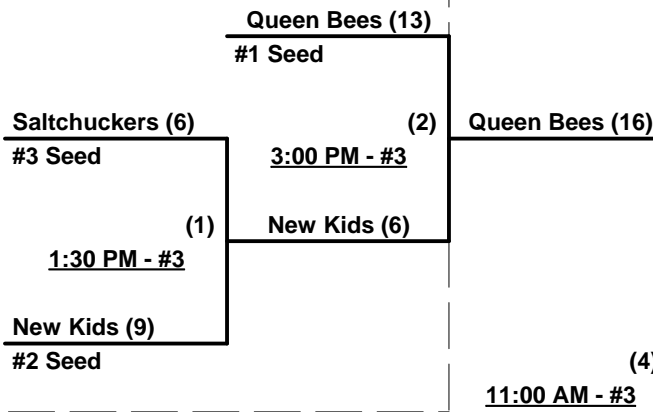 Queen Bees (13)
#1 Seed
Saltchuckers (6)
(2)
Queen Bees (16)
#3 Seed
3:00 PM - #3
(1)
New Kids (6)
1:30 PM - #3
New Kids (9)
#2 Seed
(4)
11:00 AM - #3